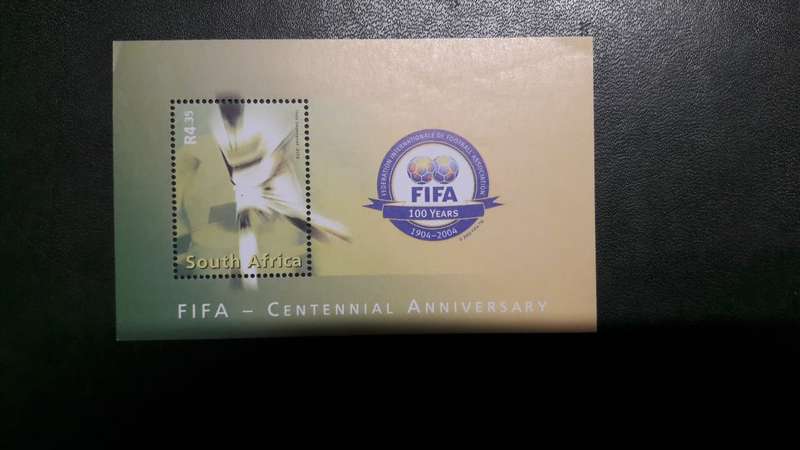 R4.35
South Africa
FEDERATION INTERNATIONALE DE FOOTBALL ASSOCIATION
FIFA
100 YEARS
1904–2004
FIFA – CENTENNIAL ANNIVERSARY